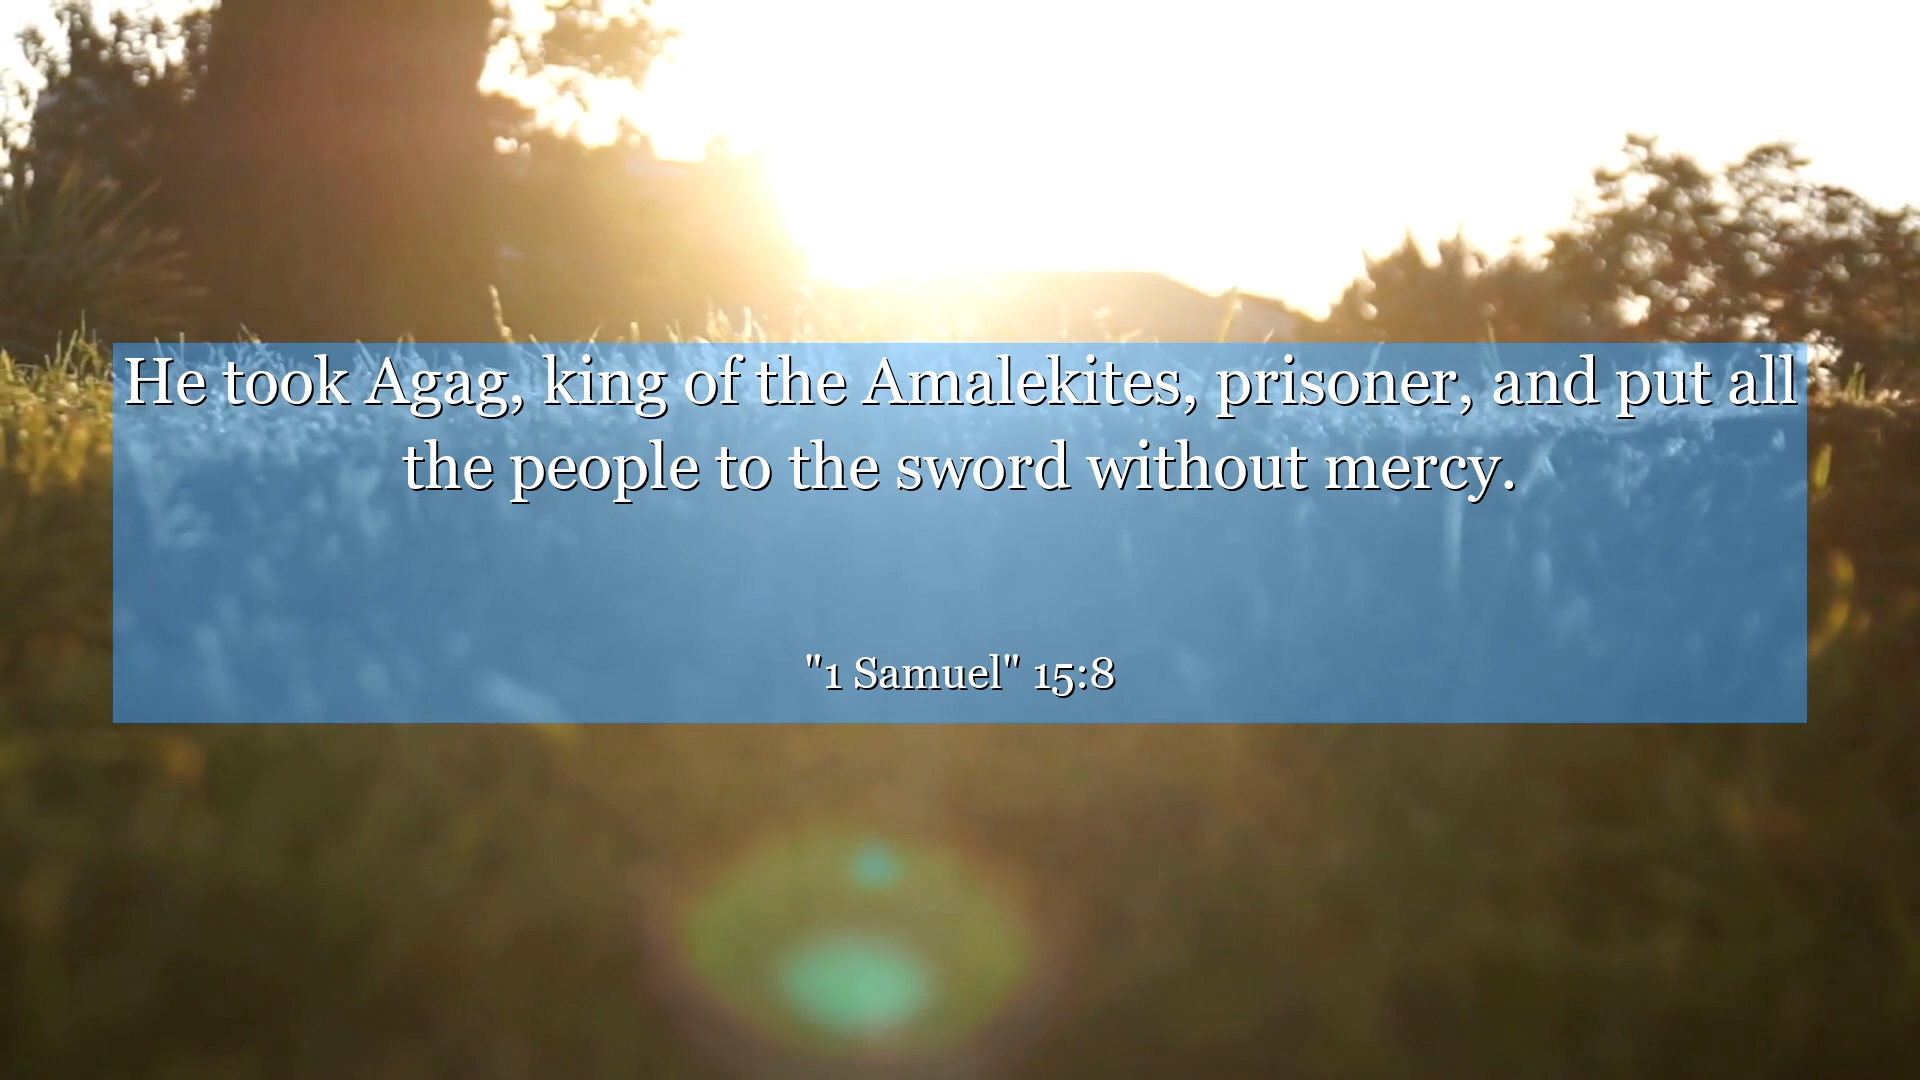 He took Agag, king of the Amalekites, prisoner, and put all
the people to the sword without mercy.
"1 Samuel" 15:8